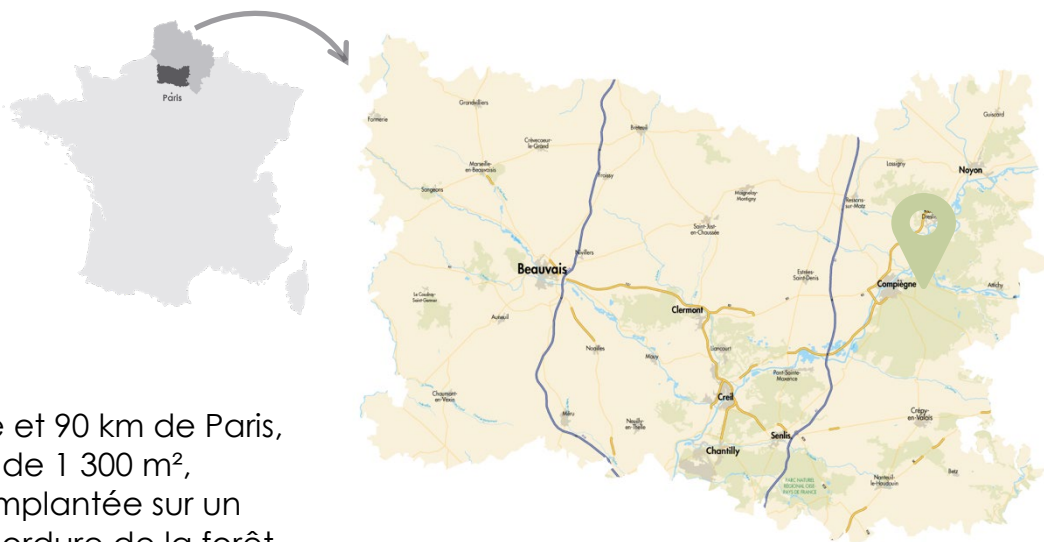 Paris
Grandvilliers
Formerie
Crèvecoeur-
le-Grand
Breteuil
Guiscard
Marseille-
en-Beauvaisis
Songeons
Froissy
Maignelay-
Montigny
Lassigny
Noyon
Ressons-
sur-Matz
Saint-Just-
en-Chaussée
Nivillers
Beauvais
Estrées-
Saint-Denis
Compiègne
Attichy
Le Coudray-
Saint-Germer
Auneuil
Clermont
Noailles
Mouy
Liancourt
Pont-Sainte
Maxence
Chaumont-
en-Vexin
Creil
Crépy-
en-Valois
Méru
Neuilly-
en-Thelle
Senlis
Chantilly
Nanteuil-
le-Haudouin
Betz
PARC NATUREL
RÉGIONAL OISE
PAYS DE FRANCE
et 90 km de Paris,
de 1 300 m²,
mplantée sur un
ordure de la forêt